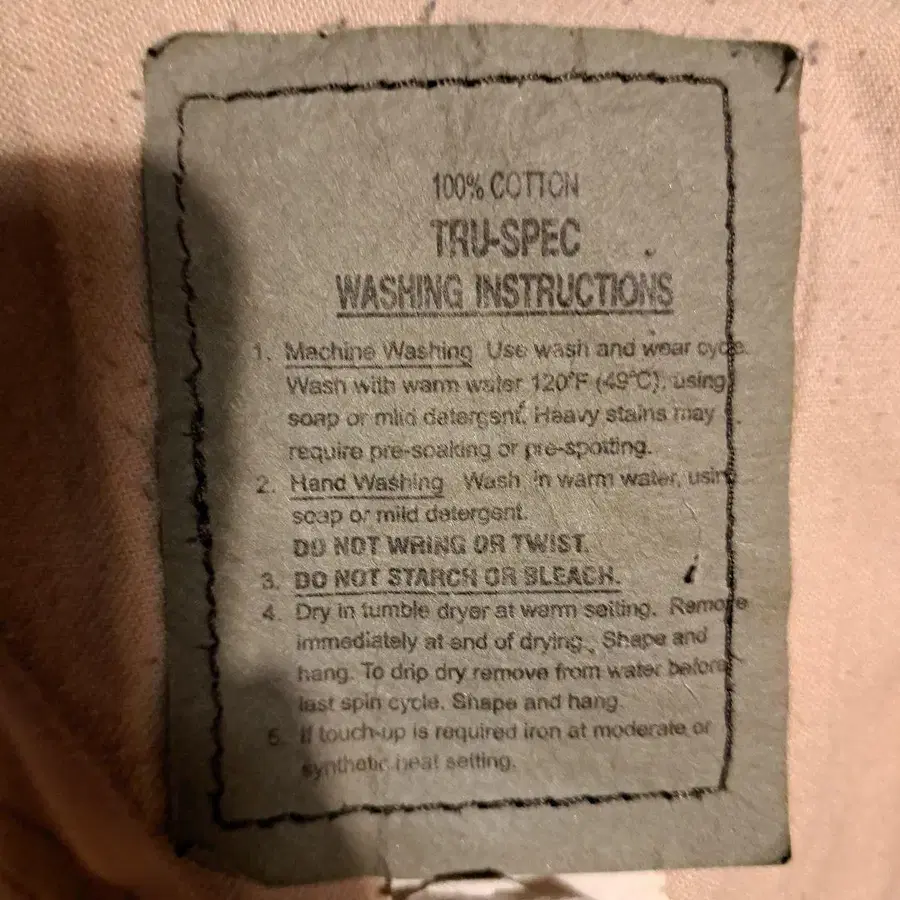 100% COTTON
TRU-SPEC
WASHING INSTRUCTIONS
1. Machine Washing Use wash and wear cycle.
Wash with warm water 120°F (49°C), using
soap or mild detergent. Heavy stains may
require pre-soaking or pre-spotting.
2. Hand Washing Wash in warm water, using
soap or mild detergent.
DO NOT WRING OR TWIST.
3. DO NOT STARCH OR BLEACH.
4. Dry in tumble dryer at warm setting. Remove
immediately at end of drying. Shape and
hang. To drip dry remove from water before
last spin cycle. Shape and hang.
5. If touch-up is required iron at moderate or
synthetic heat setting.